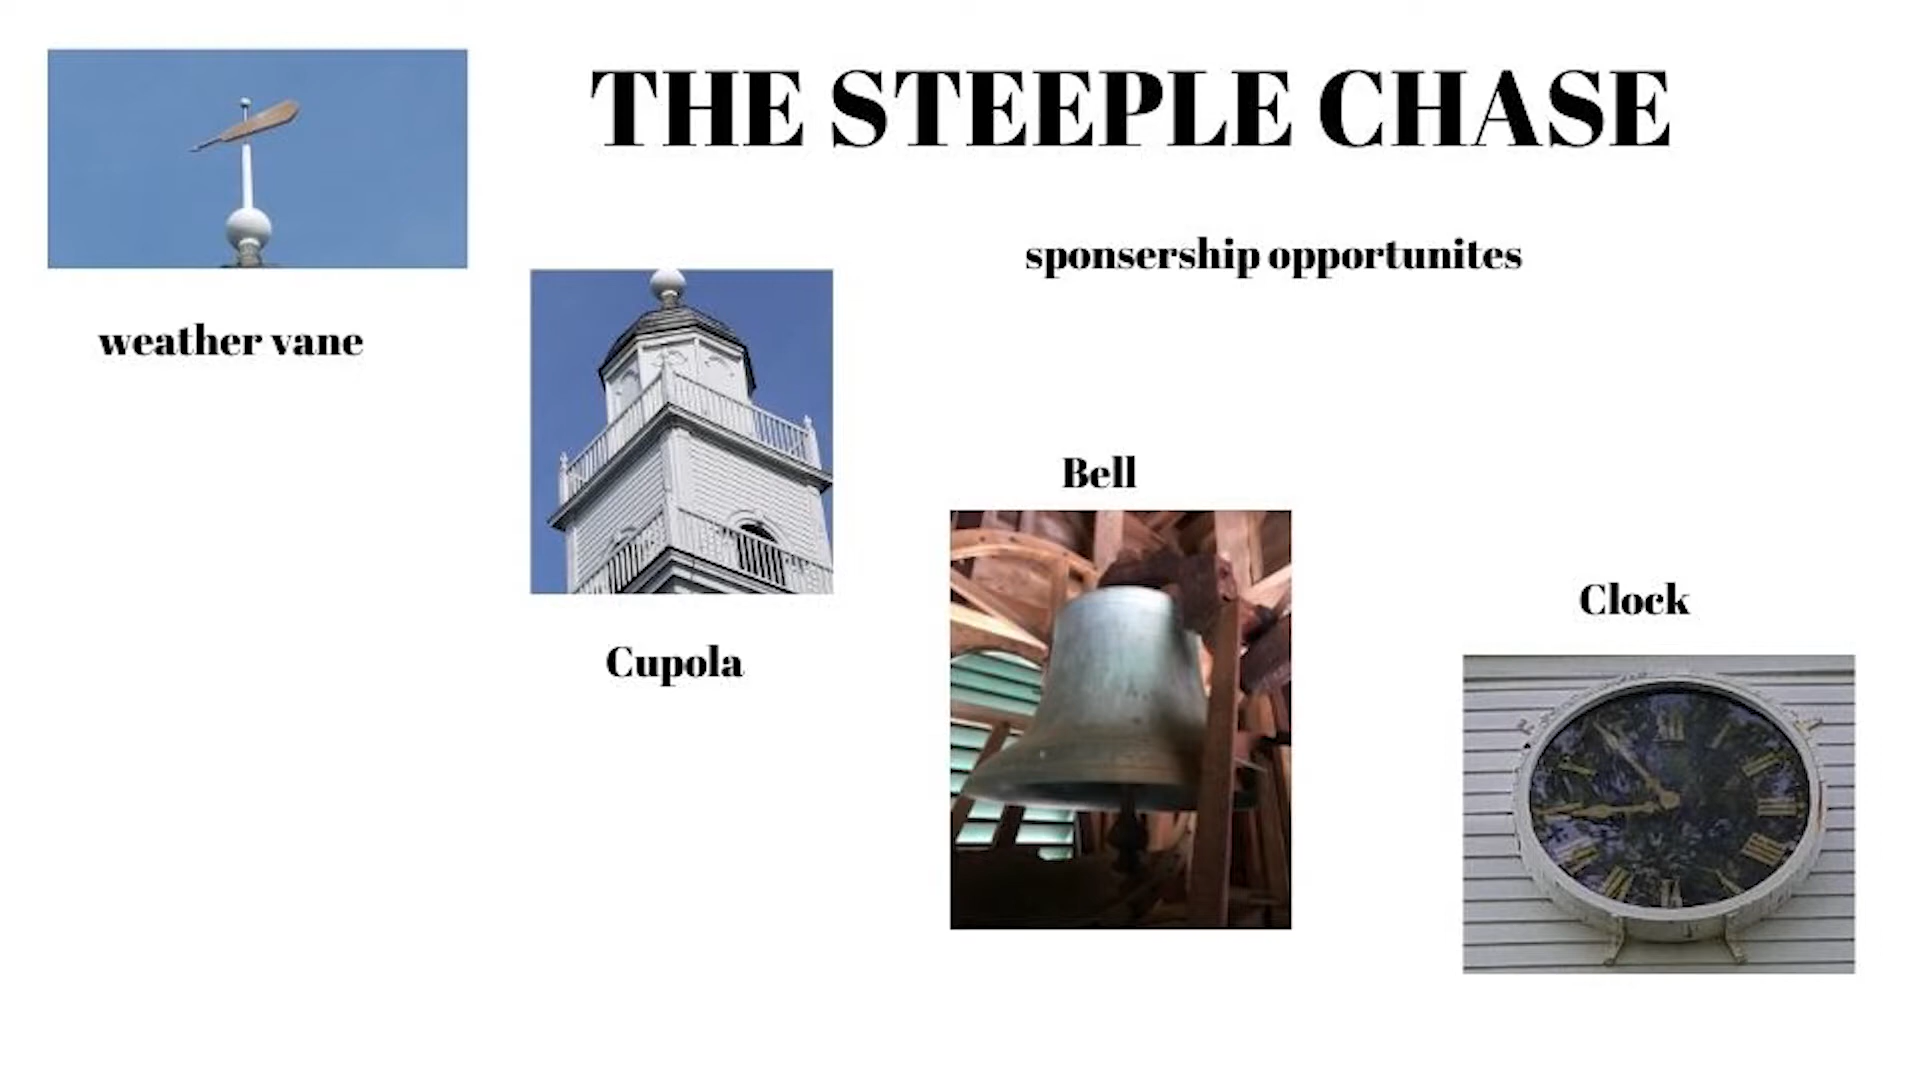 THE STEEPLE CHASE
sponsership opportunites
weather vane
Cupola
Bell
Clock